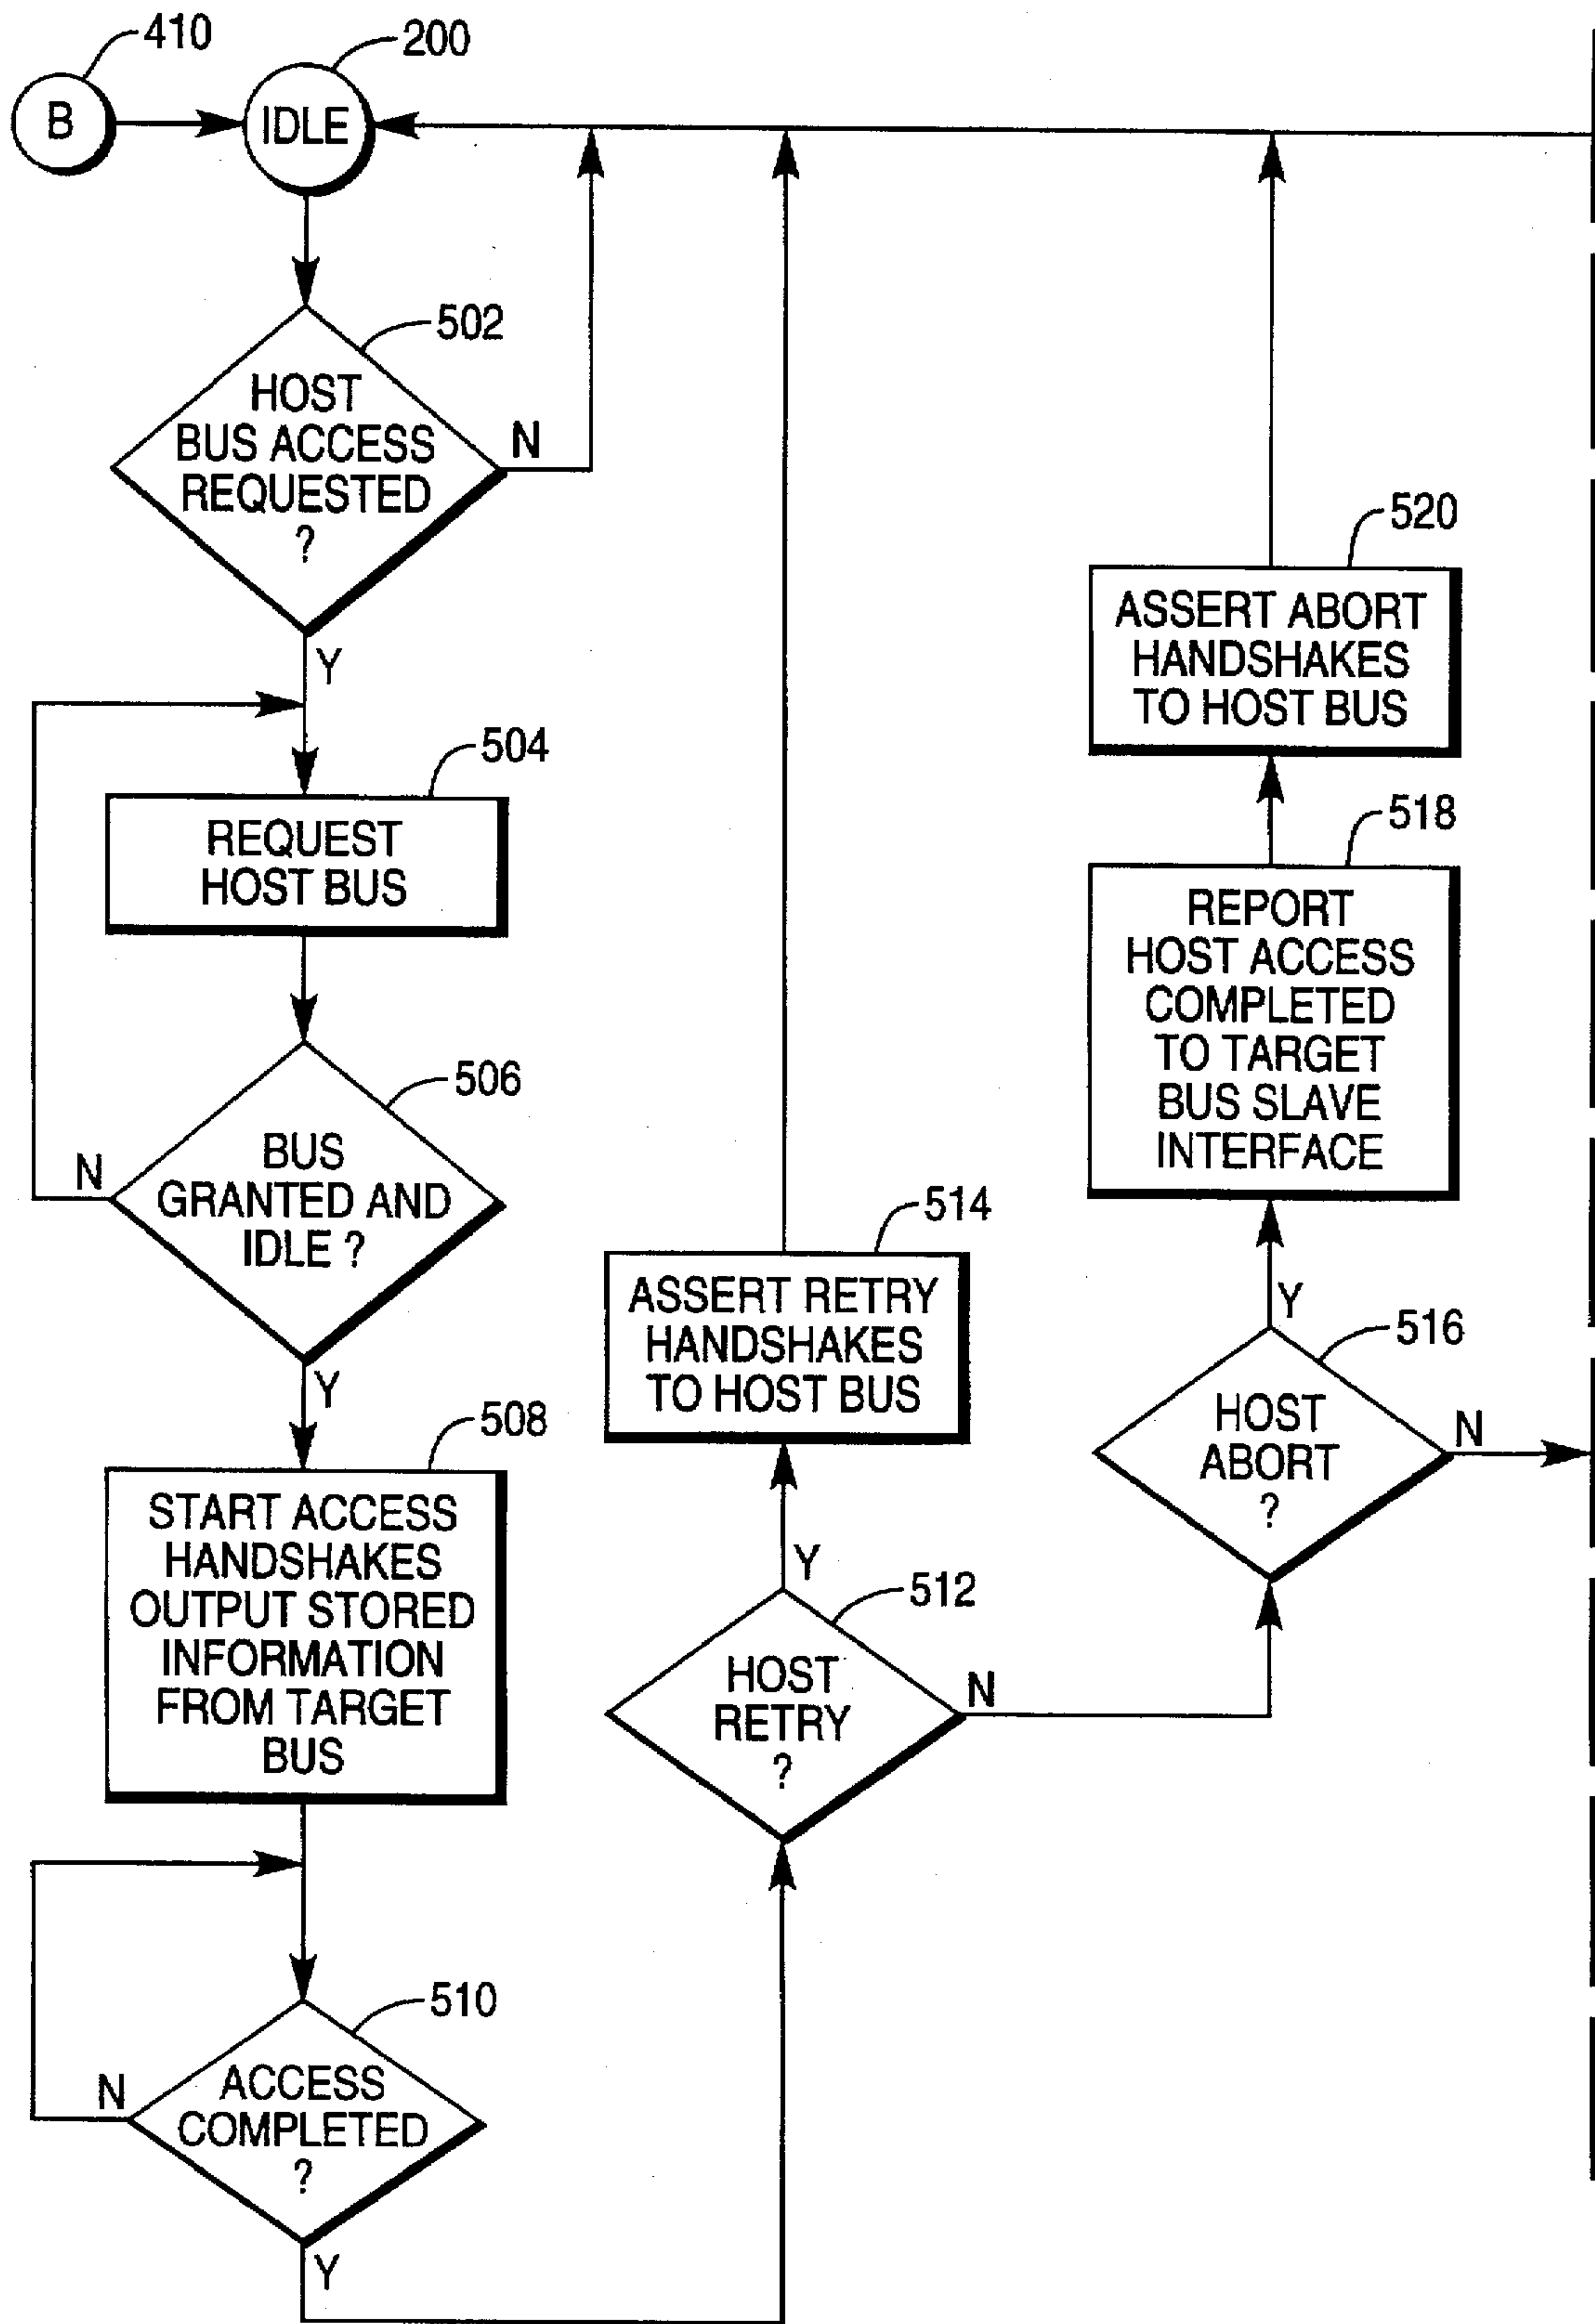 410
200
B
IDLE
502
HOST
BUS ACCESS
REQUESTED
?
N
Y
504
REQUEST
HOST BUS
506
BUS
GRANTED AND
IDLE ?
N
Y
508
START ACCESS
HANDSHAKES
OUTPUT STORED
INFORMATION
FROM TARGET
BUS
510
ACCESS
COMPLETED
?
N
Y
512
HOST
RETRY
?
Y
N
514
ASSERT RETRY
HANDSHAKES
TO HOST BUS
516
HOST
ABORT
?
Y
N
518
REPORT
HOST ACCESS
COMPLETED
TO TARGET
BUS SLAVE
INTERFACE
520
ASSERT ABORT
HANDSHAKES
TO HOST BUS